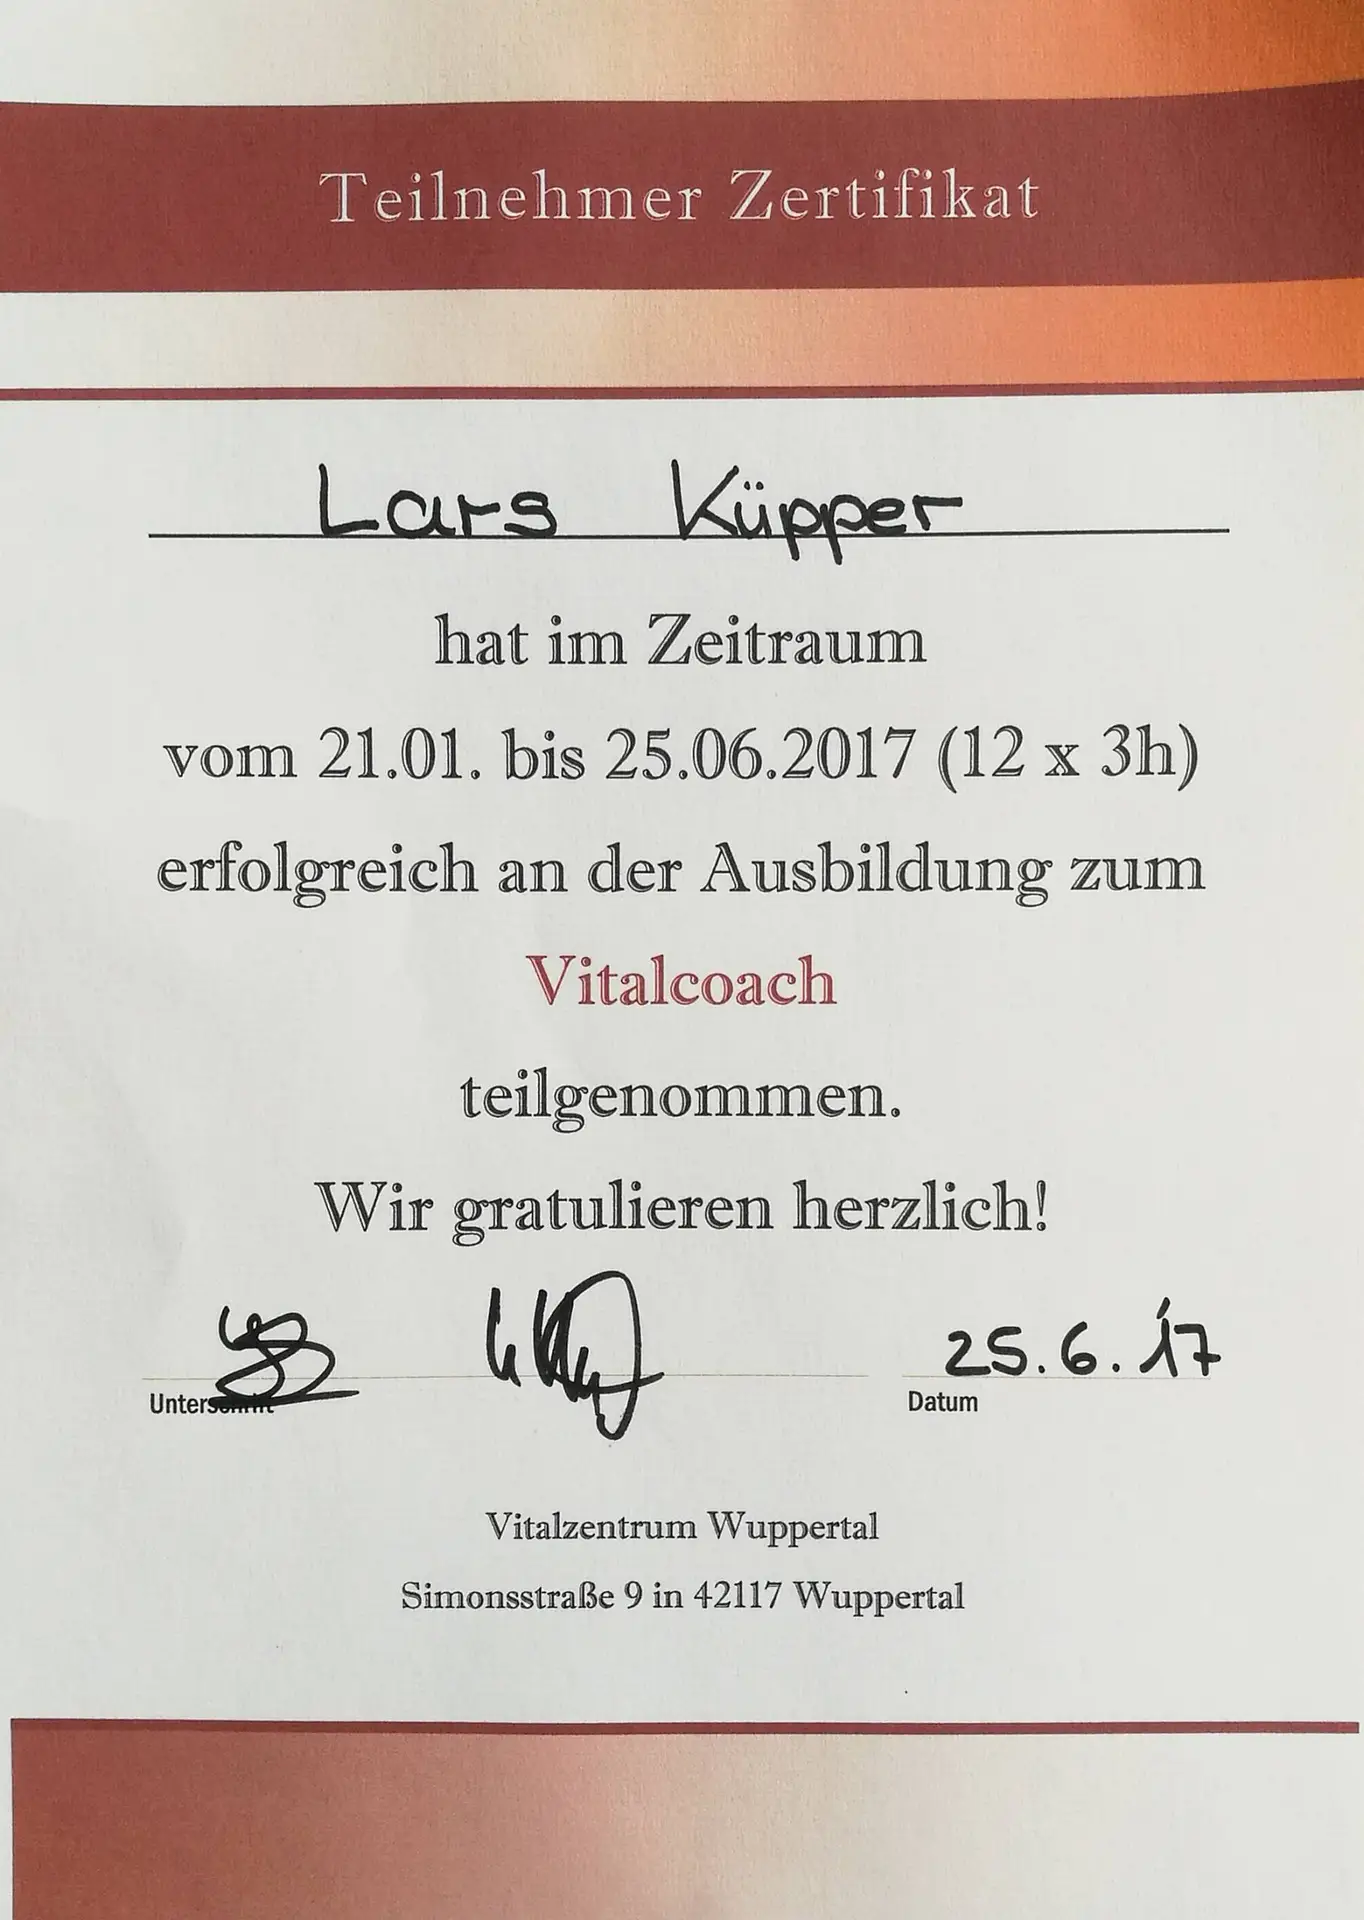 Teilnehmer Zertifikat
Lars Küpper
hat im Zeitraum
vom 21.01. bis 25.06.2017 (12 x 3h)
erfolgreich an der Ausbildung zum
Vitalcoach
teilgenommen.
Wir gratulieren herzlich!
25.6.17
Unterschrift Datum
Vitalzentrum Wuppertal
Simonsstraße 9 in 42117 Wuppertal